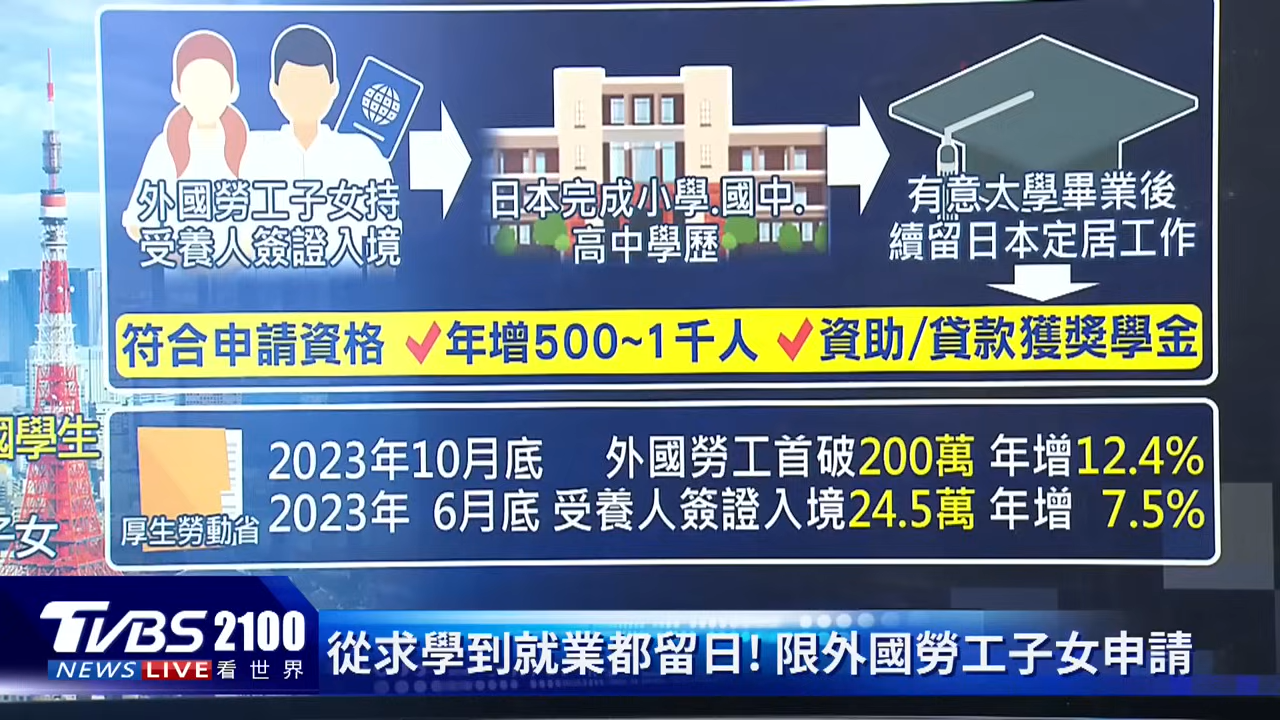 外國勞工子女持
受養人簽證入境
日本完成小學.國中.
高中學歷
有意大學畢業後
續留日本定居工作
符合申請資格 ✓年增500~1千人 ✓資助/貸款獲獎學金
國學生
子女
厚生勞動省
2023年10月底 外國勞工首破200萬 年增12.4%
2023年 6月底 受養人簽證入境24.5萬 年增 7.5%
TVBS 2100
NEWS LIVE 看世界
從求學到就業都留日!限外國勞工子女申請